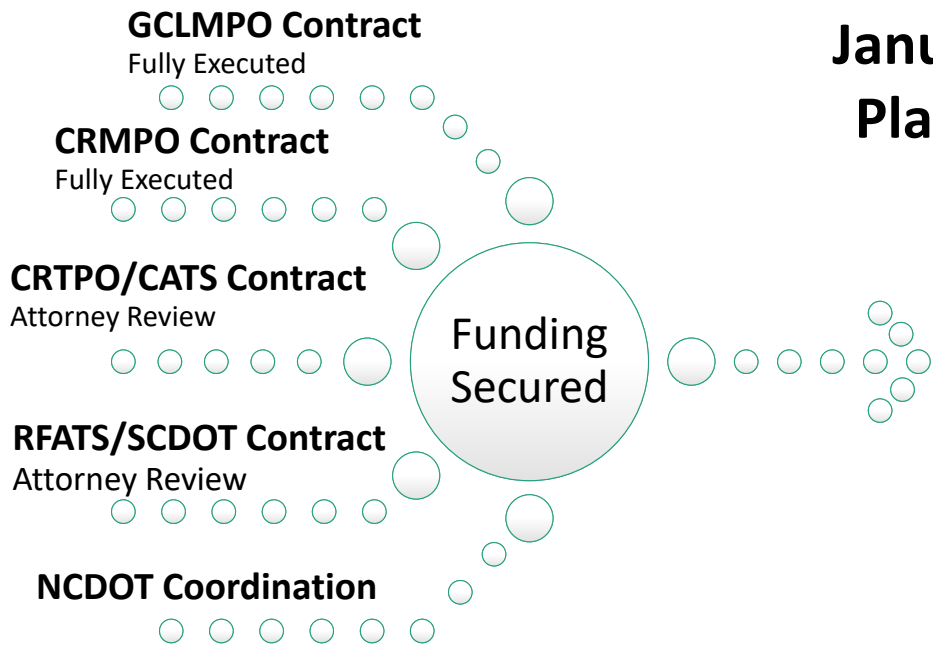 GCLMPO Contract
Fully Executed
CRMPO Contract
Fully Executed
CRTPO/CATS Contract
Attorney Review
RFATS/SCDOT Contract
Attorney Review
NCDOT Coordination
Funding
Secured